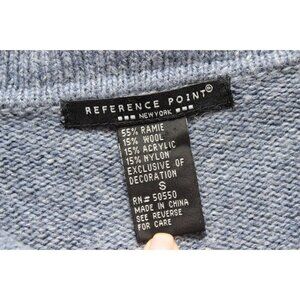 REFERENCE POINT®
■■■ NEW YORK ■■■
55% RAMIE
15% WOOL
15% ACRYLIC
15% NYLON
EXCLUSIVE OF
DECORATION
S
RN# 50550
MADE IN CHINA
SEE REVERSE
FOR CARE